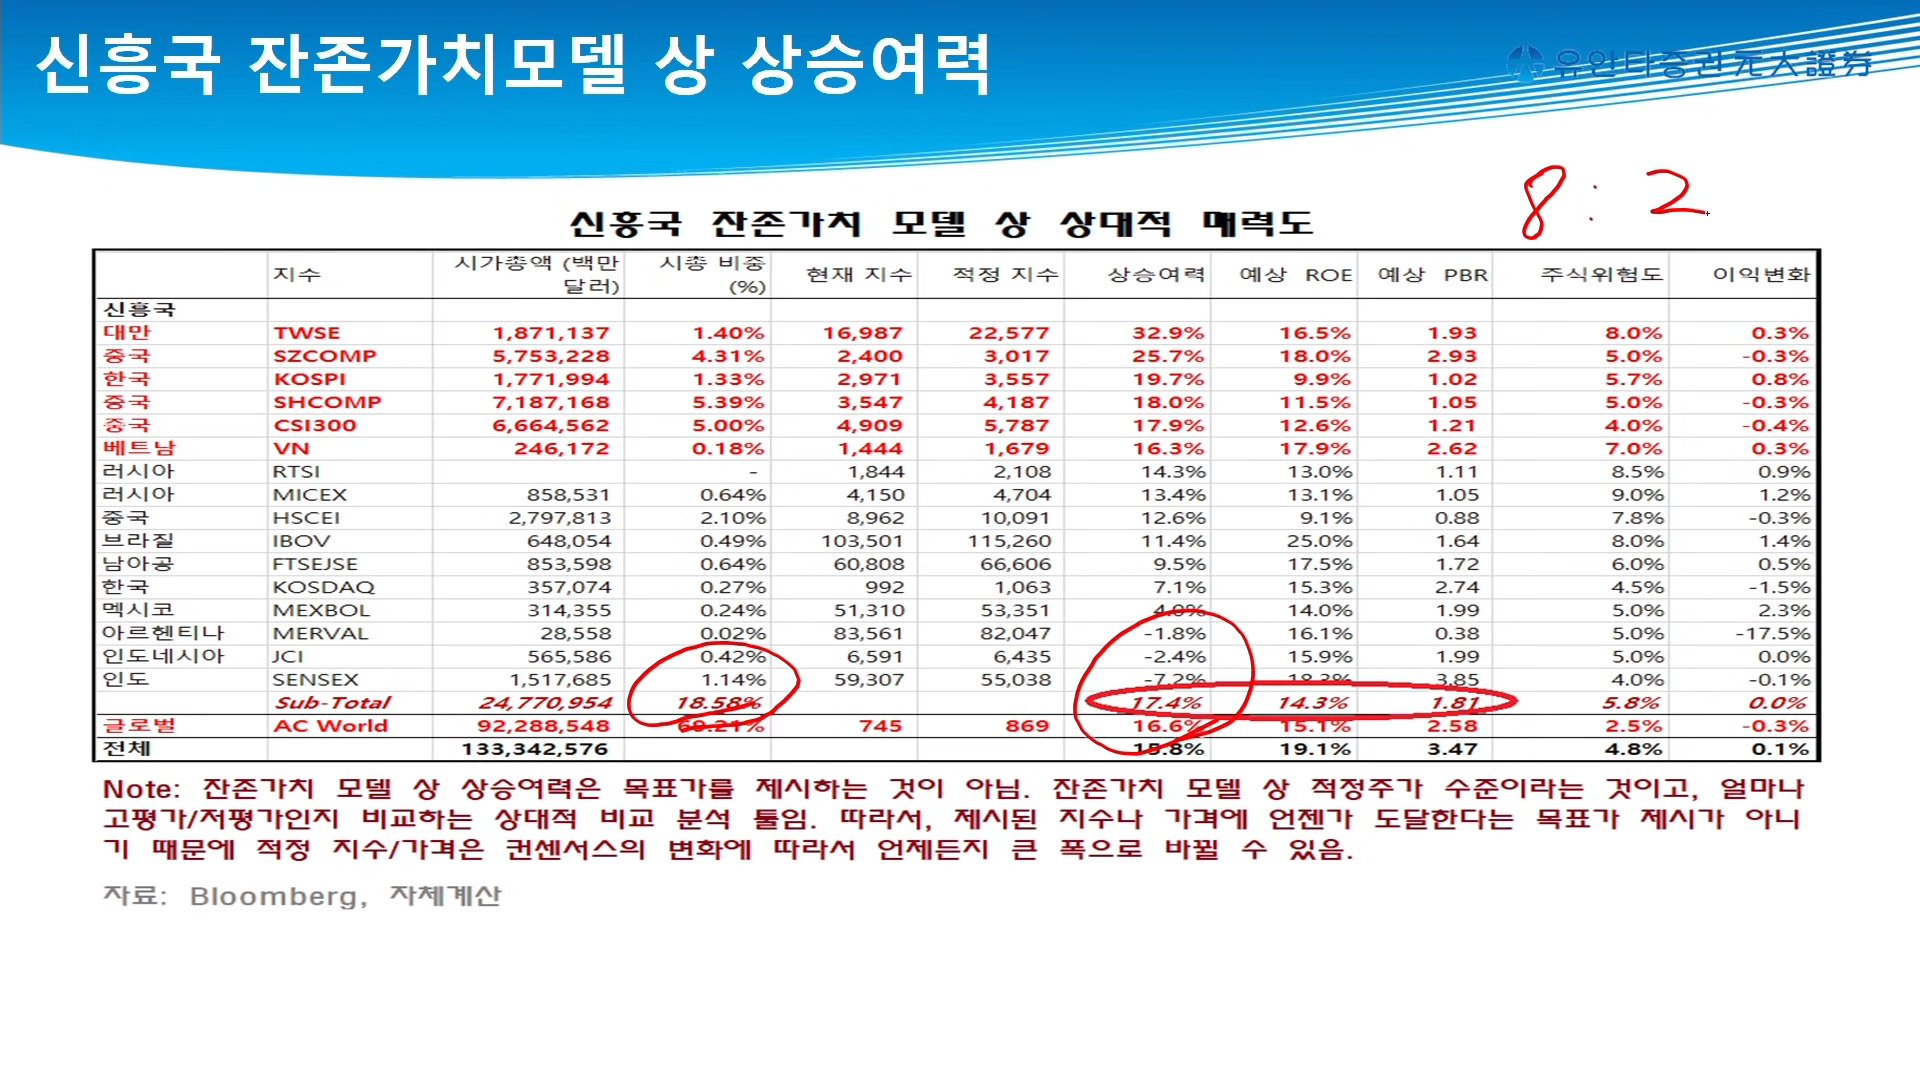 신흥국 잔존가치모델 상 상승여력
유안타증권 元大證券
8 : 2
신흥국 잔존가치 모델 상 상대적 매력도
지수 시가총액 (백만 달러) 시총 비중 (%) 현재 지수 적정 지수 상승여력 예상 ROE 예상 PBR 주식위험도 이익변화
신흥국
대만 TWSE 1,871,137 1.40% 16,987 22,577 32.9% 16.5% 1.93 8.0% 0.3%
중국 SZCOMP 5,753,228 4.31% 2,400 3,017 25.7% 18.0% 2.93 5.0% -0.3%
한국 KOSPI 1,771,994 1.33% 2,971 3,557 19.7% 9.9% 1.02 5.7% 0.8%
중국 SHCOMP 7,187,168 5.39% 3,547 4,187 18.0% 11.5% 1.05 5.0% -0.3%
중국 CSI300 6,664,562 5.00% 4,909 5,787 17.9% 12.6% 1.21 4.0% -0.4%
베트남 VN 246,172 0.18% 1,444 1,679 16.3% 17.9% 2.62 7.0% 0.3%
러시아 RTSI - 1,844 2,108 14.3% 13.0% 1.11 8.5% 0.9%
러시아 MICEX 858,531 0.64% 4,150 4,704 13.4% 13.1% 1.05 9.0% 1.2%
중국 HSCEI 2,797,813 2.10% 8,962 10,091 12.6% 9.1% 0.88 7.8% -0.3%
브라질 IBOV 648,054 0.49% 103,501 115,260 11.4% 25.0% 1.64 8.0% 1.4%
남아공 FTSEJSE 853,598 0.64% 60,808 66,606 9.5% 17.5% 1.72 6.0% 0.5%
한국 KOSDAQ 357,074 0.27% 992 1,063 7.1% 15.3% 2.74 4.5% -1.5%
멕시코 MEXBOL 314,355 0.24% 51,310 53,351 4.0% 14.0% 1.99 5.0% 2.3%
아르헨티나 MERVAL 28,558 0.02% 83,561 82,047 -1.8% 16.1% 0.38 5.0% -17.5%
인도네시아 JCI 565,586 0.42% 6,591 6,435 -2.4% 15.9% 1.99 5.0% 0.0%
인도 SENSEX 1,517,685 1.14% 59,307 55,038 -7.2% 18.3% 3.85 4.0% -0.1%
Sub-Total 24,770,954 18.58% 17.4% 14.3% 1.81 5.8% 0.0%
글로벌 AC World 92,288,548 69.21% 745 869 16.6% 15.1% 2.58 2.5% -0.3%
전체 133,342,576 15.8% 19.1% 3.47 4.8% 0.1%
Note: 잔존가치 모델 상 상승여력은 목표가를 제시하는 것이 아님. 잔존가치 모델 상 적정주가 수준이라는 것이고, 얼마나
고평가/저평가인지 비교하는 상대적 비교 분석 툴임. 따라서, 제시된 지수나 가격에 언젠가 도달한다는 목표가 제시가 아니
기 때문에 적정 지수/가격은 컨센서스의 변화에 따라서 언제든지 큰 폭으로 바뀔 수 있음.
자료: Bloomberg, 자체계산